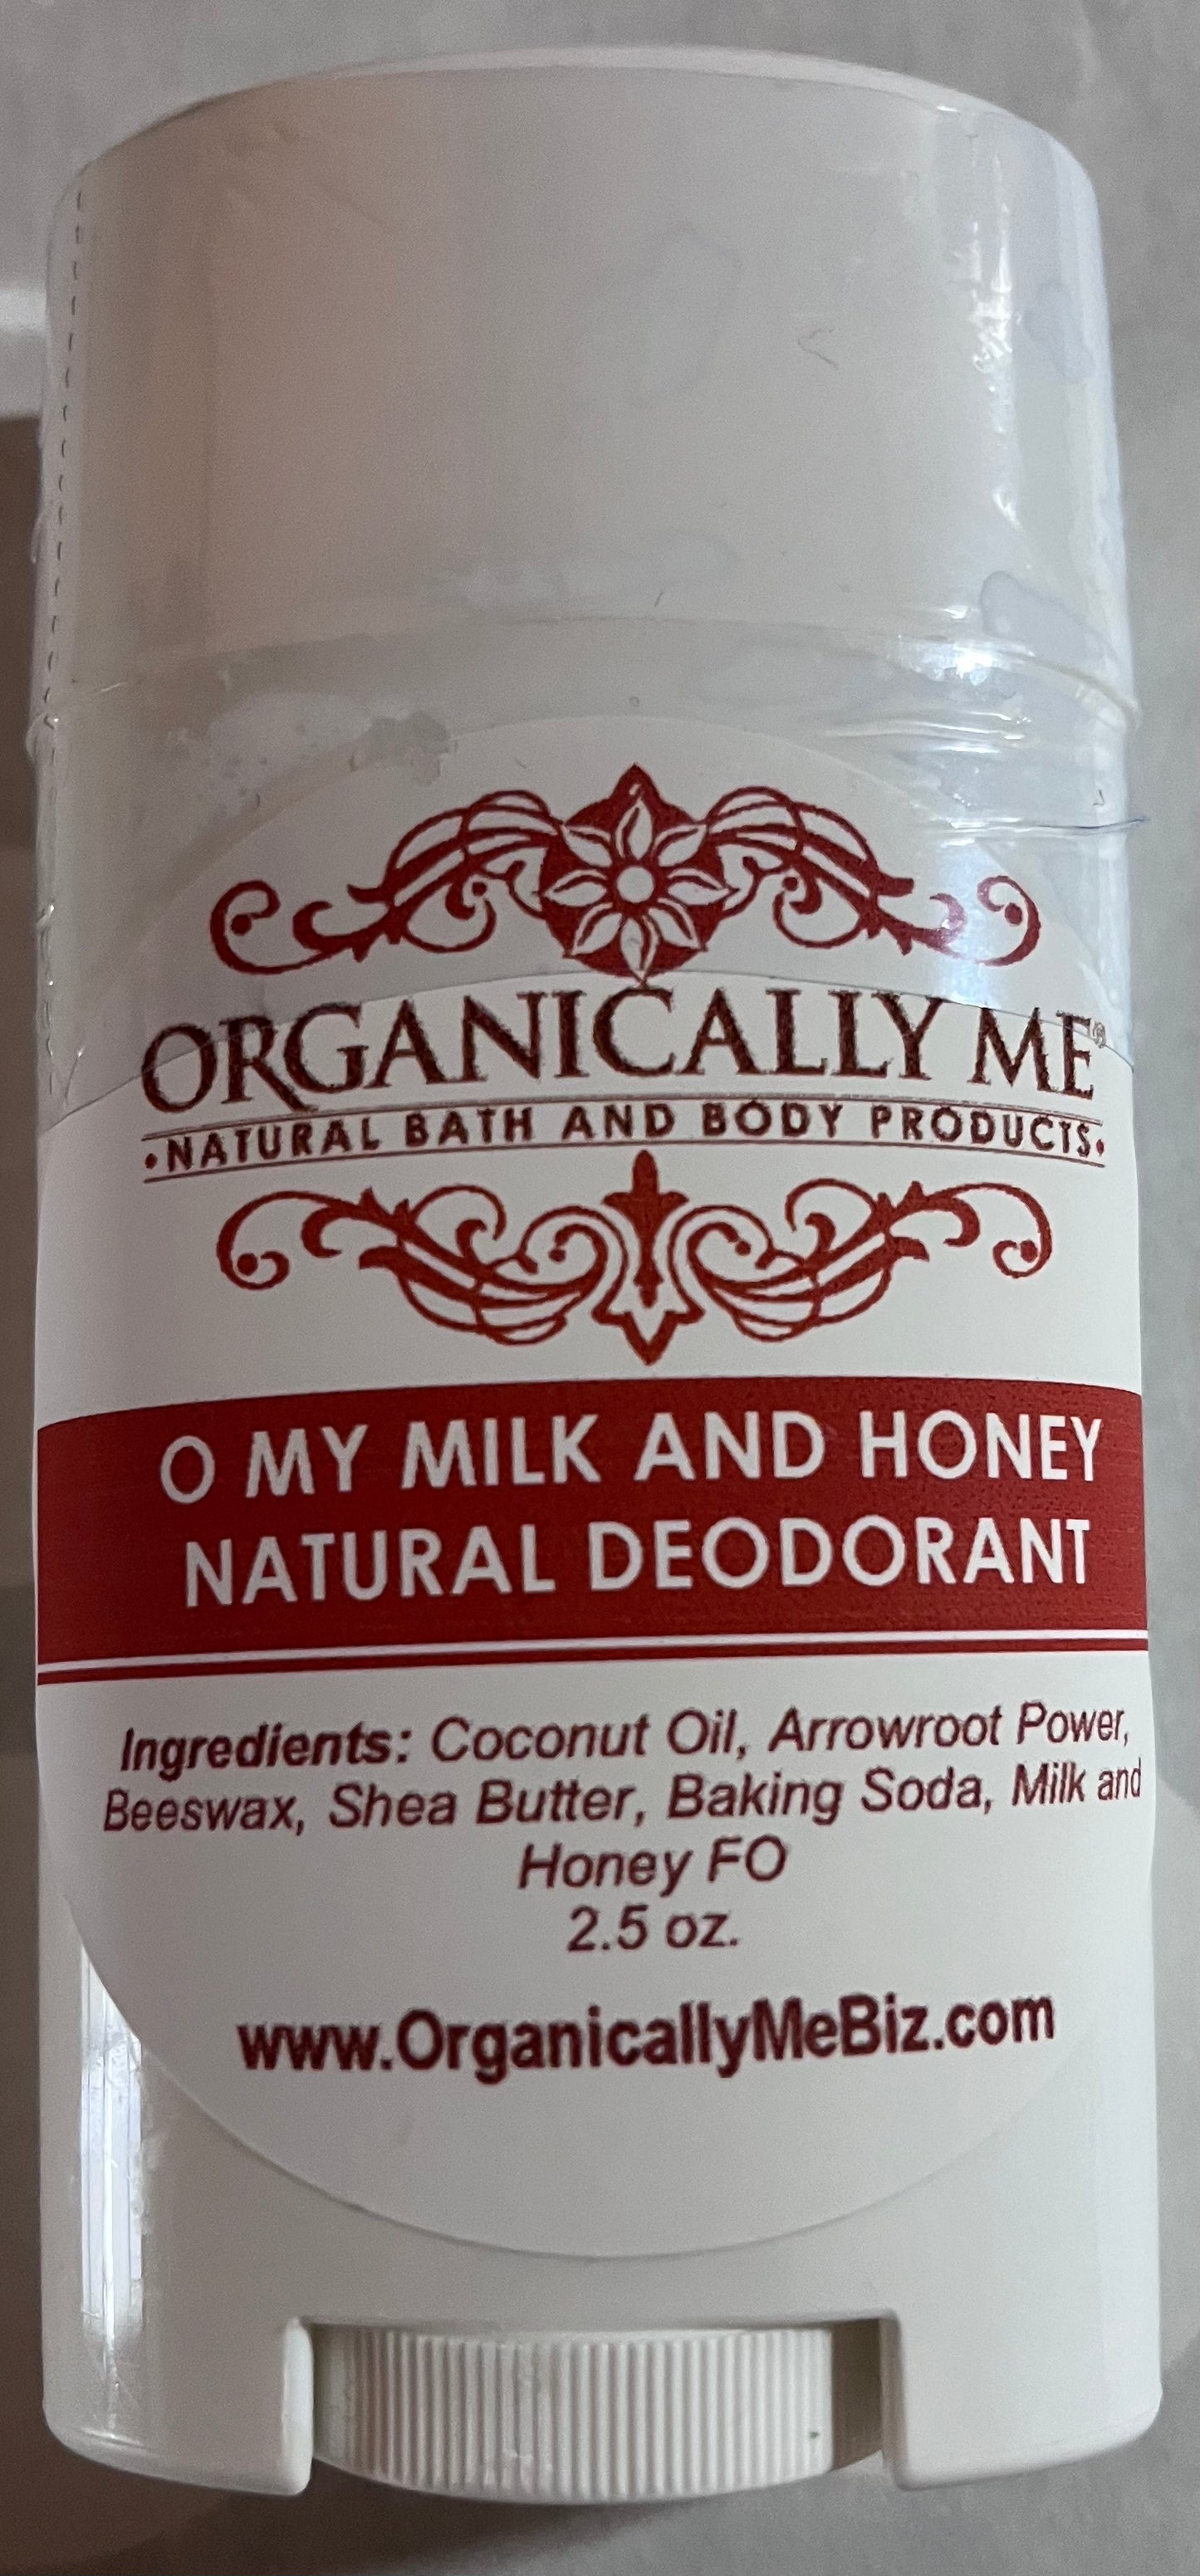 ORGANICALLY ME®
•NATURAL BATH AND BODY PRODUCTS•
O MY MILK AND HONEY
NATURAL DEODORANT
Ingredients: Coconut Oil, Arrowroot Power,
Beeswax, Shea Butter, Baking Soda, Milk and
Honey FO
2.5 oz.
www.OrganicallyMeBiz.com